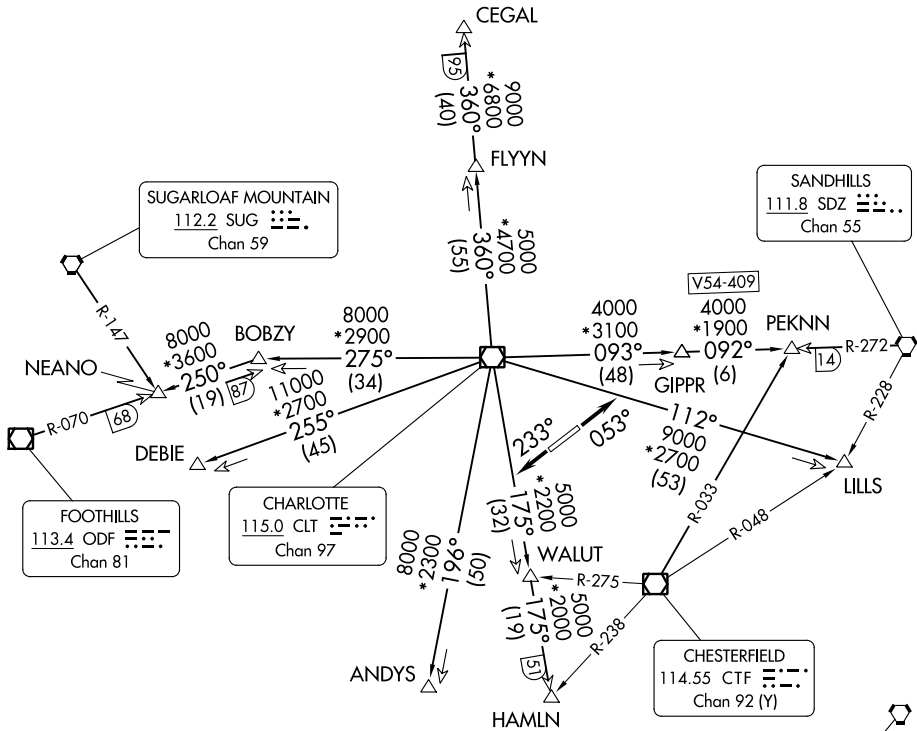 CEGAL
95
9000
*6800
360°
(40)
FLYYN
5000
*4700
360°
(55)
SUGARLOAF MOUNTAIN
112.2 SUG
Chan 59
SANDHILLS
111.8 SDZ
Chan 55
R-147
V54-409
8000
*3600
250°
(19)
87
BOBZY
8000
*2900
275°
(34)
4000
*3100
093°
(48)
4000
*1900
092°
(6)
PEKNN
14
R-272
NEANO
GIPPR
R-070
68
11000
*2700
255°
(45)
R-228
DEBIE
233°
053°
112°
9000
*2700
(53)
LILLS
FOOTHILLS
113.4 ODF
Chan 81
CHARLOTTE
115.0 CLT
Chan 97
5000
*2200
175°
(32)
R-033
R-048
8000
*2300
196°
(50)
WALUT
R-275
5000
*2000
175°
(19)
51
R-238
ANDYS
HAMLN
CHESTERFIELD
114.55 CTF
Chan 92 (Y)